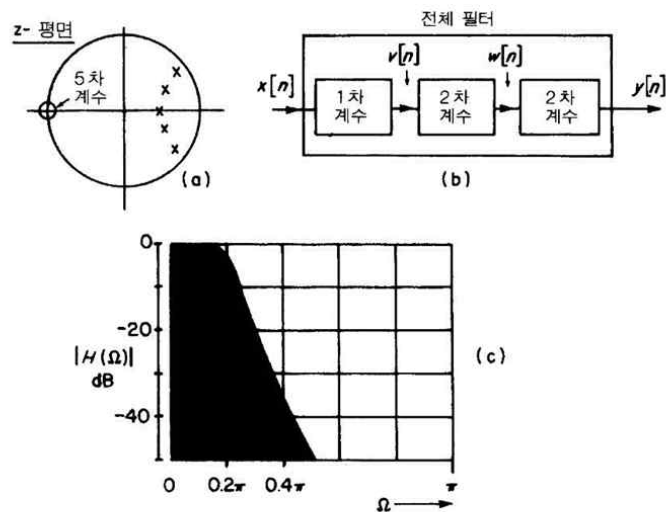 z- 평면
5차
계수
(a)
전체 필터
x[n]
v[n]
w[n]
y[n]
1차
계수
2차
계수
2차
계수
(b)
0
-20
|H(Ω)|
dB
-40
(c)
0
0.2π
0.4π
π
Ω